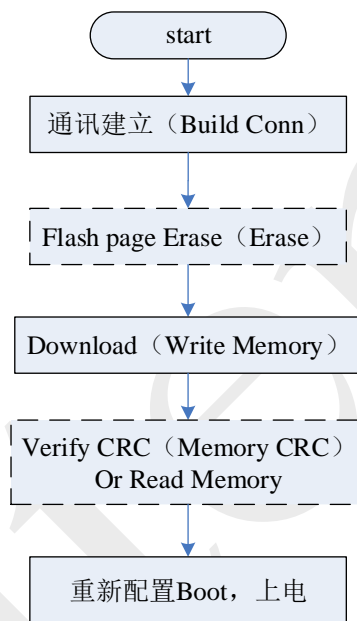 start
通讯建立（Build Conn）
Flash page Erase（Erase）
Download（Write Memory）
Verify CRC（Memory CRC）
Or Read Memory
重新配置Boot，上电